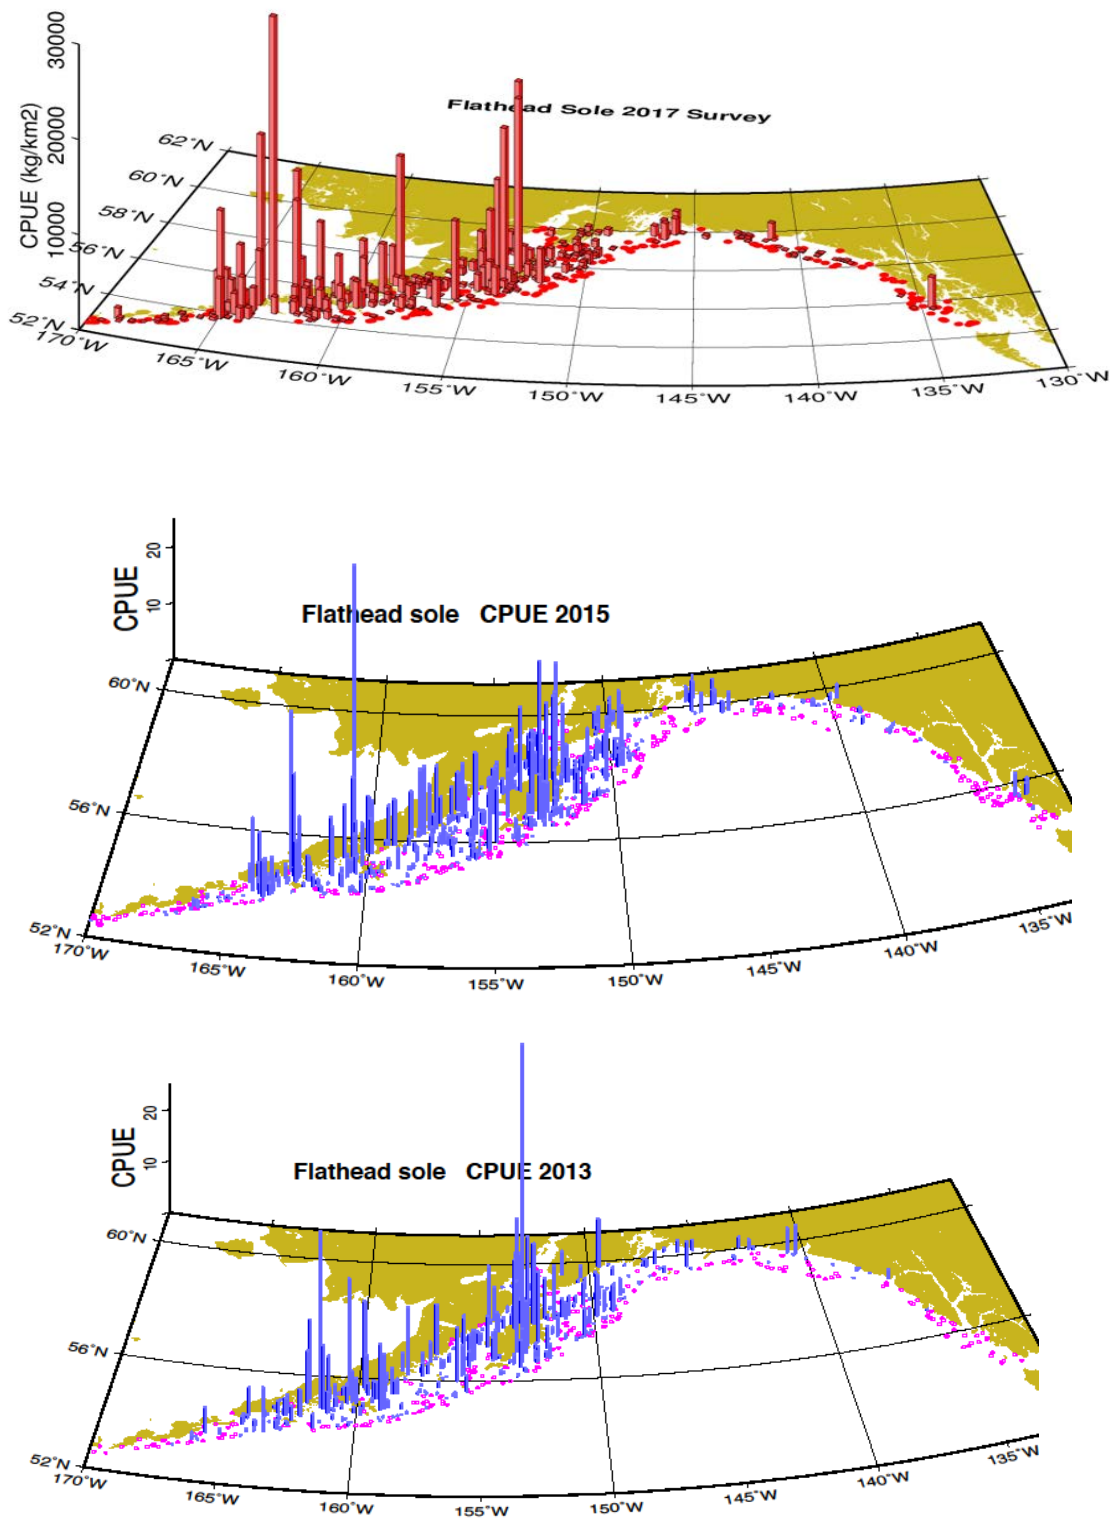 30000
20000
10000
CPUE (kg/km2)
Flathead Sole 2017 Survey
62°N
60°N
58°N
56°N
54°N
52°N
170°W
165°W
160°W
155°W
150°W
145°W
140°W
135°W
130°W
20
10
CPUE
Flathead sole CPUE 2015
60°N
56°N
52°N
170°W
165°W
160°W
155°W
150°W
145°W
140°W
135°W
20
10
CPUE
Flathead sole CPUE 2013
60°N
56°N
52°N
170°W
165°W
160°W
155°W
150°W
145°W
140°W
135°W